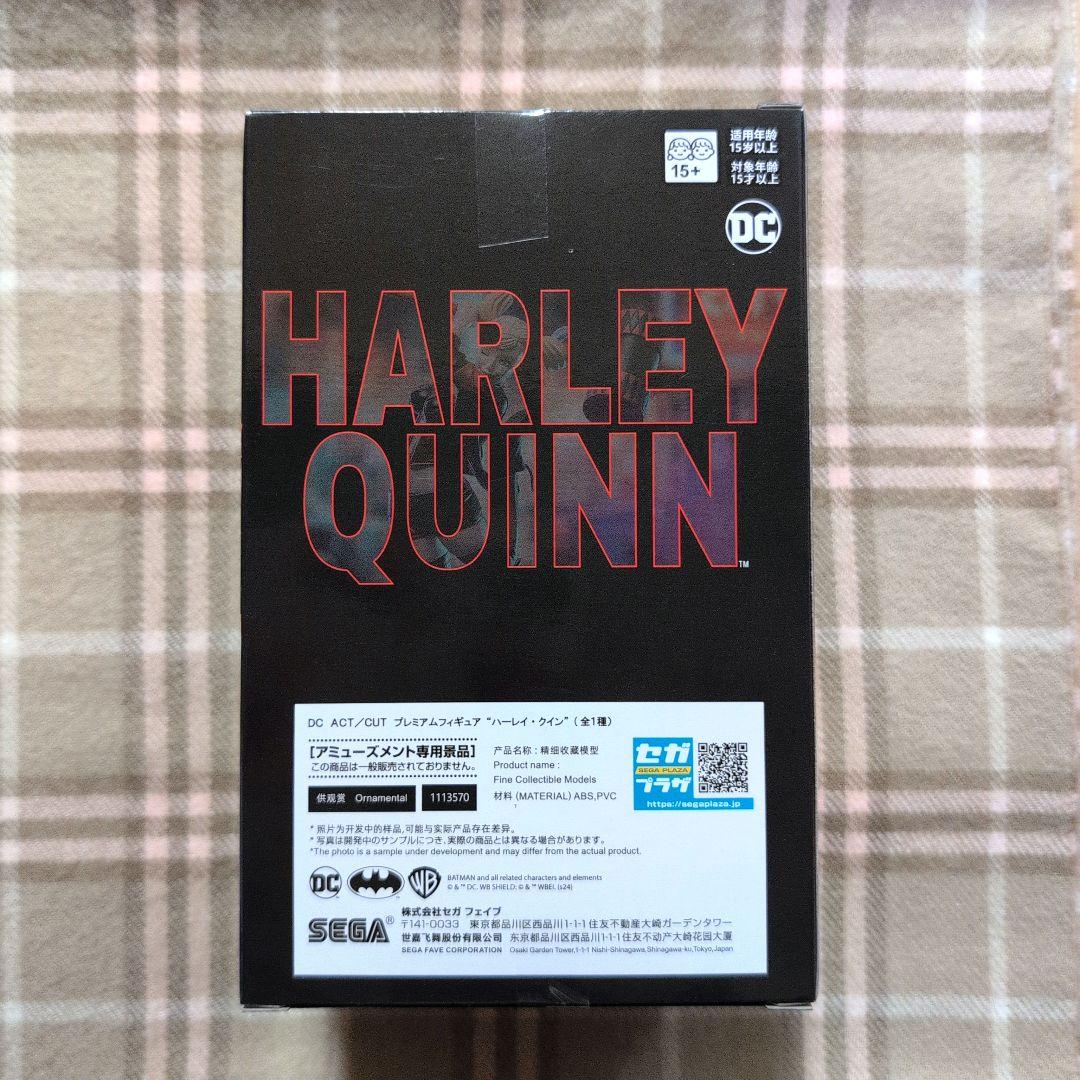 15+
适用年龄
15岁以上
対象年齢
15才以上
DC
HARLEY
QUINN™
DC ACT/CUT プレミアムフィギュア “ハーレイ・クイン”(全1種)
[アミューズメント専用景品]
この商品は一般販売されておりません。
供观赏 Ornamental
1113570
产品名称:精细收藏模型
Product name :
Fine Collectible Models
材料(MATERIAL)ABS,PVC
セガ
SEGA PLAZA
プラザ
https://segaplaza.jp
* 照片为开发中的样品,可能与实际产品存在差异。
* 写真は開発中のサンプルにつき、実際の商品とは異なる場合があります。
*The photo is a sample under development and may differ from the actual product.
DC
WB
BATMAN and all related characters and elements
© & ™ DC. WB SHIELD: © & ™ WBEI. (s24)
SEGA®
株式会社セガ フェイブ
〒141-0033 東京都品川区西品川1-1-1住友不動産大崎ガーデンタワー
世嘉飞舞股份有限公司 东京都品川区西品川1-1-1住友不动产大崎花园大厦
SEGA FAVE CORPORATION Osaki Garden Tower,1-1-1 Nishi-Shinagawa,Shinagawa-ku,Tokyo,Japan